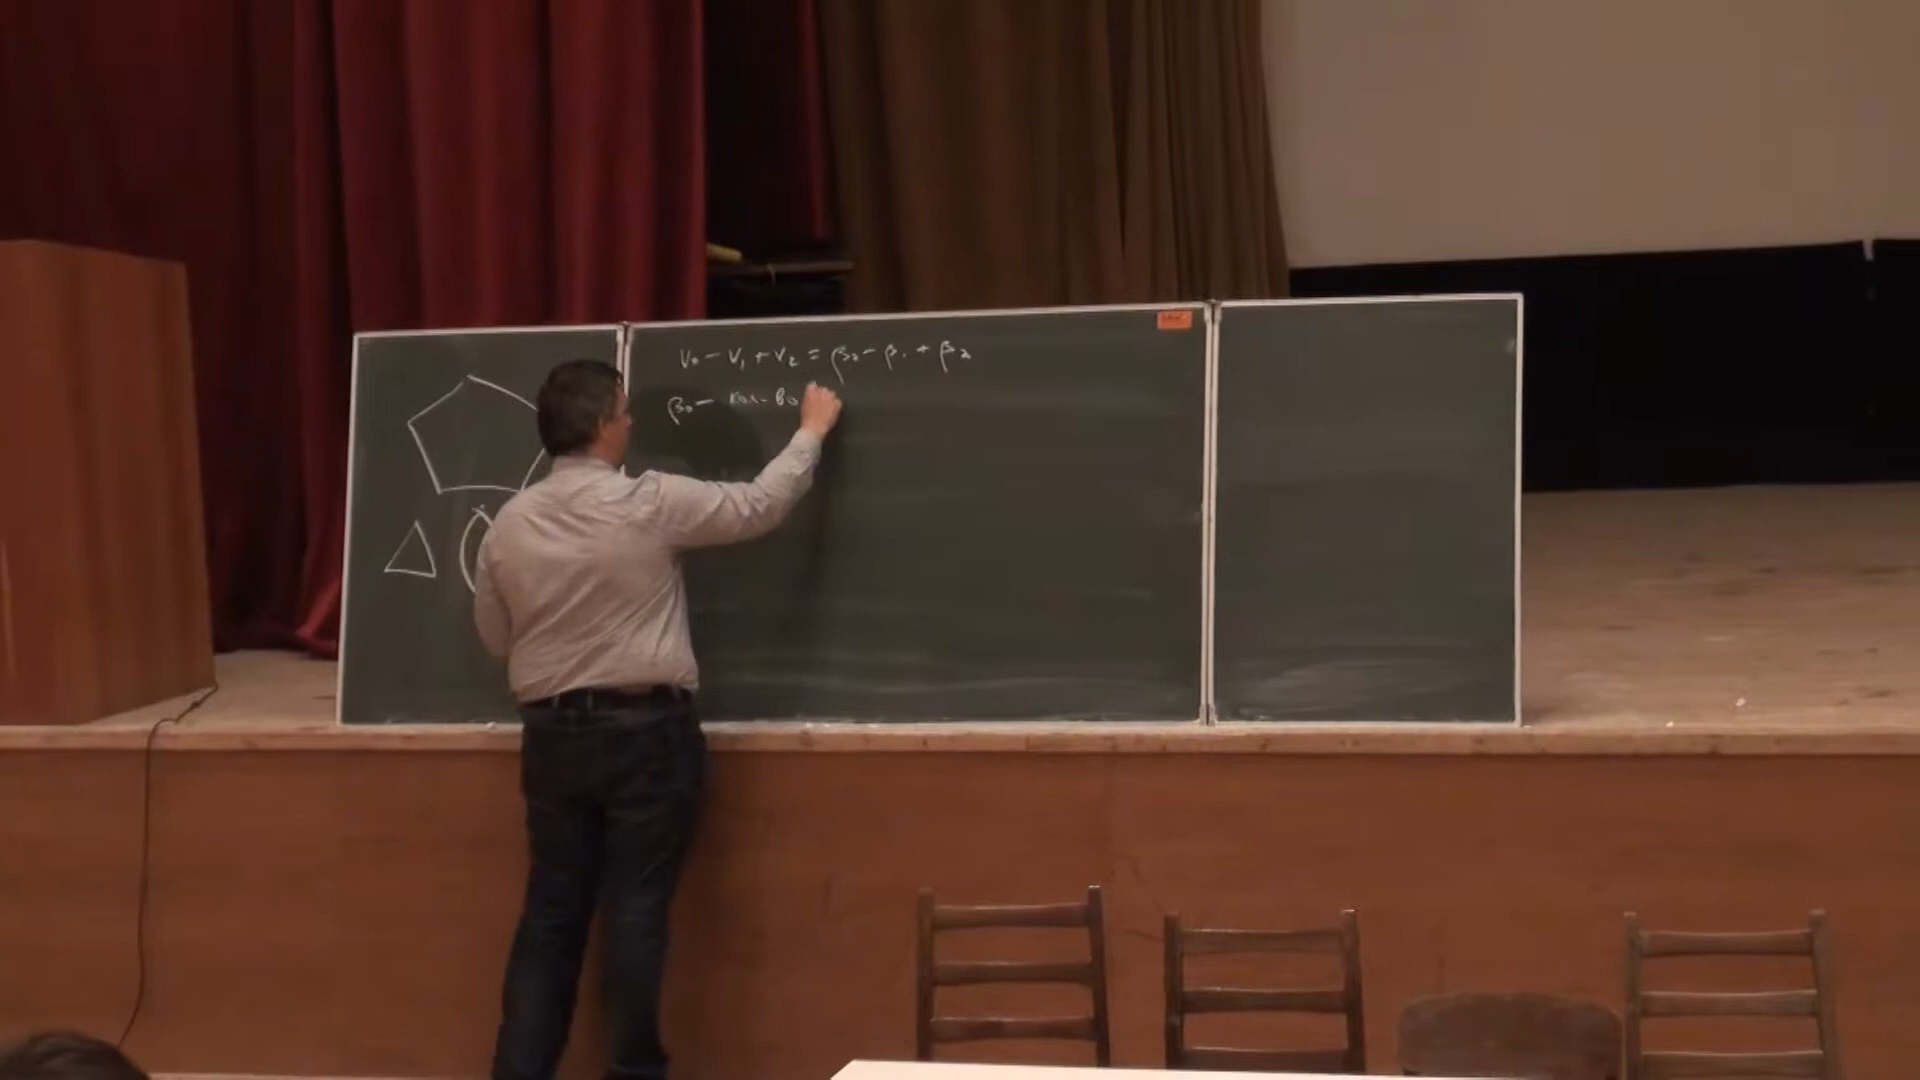 V₀ − V₁ + V₂ = β₀ − β₁ + β₂
β₀ − кол-во